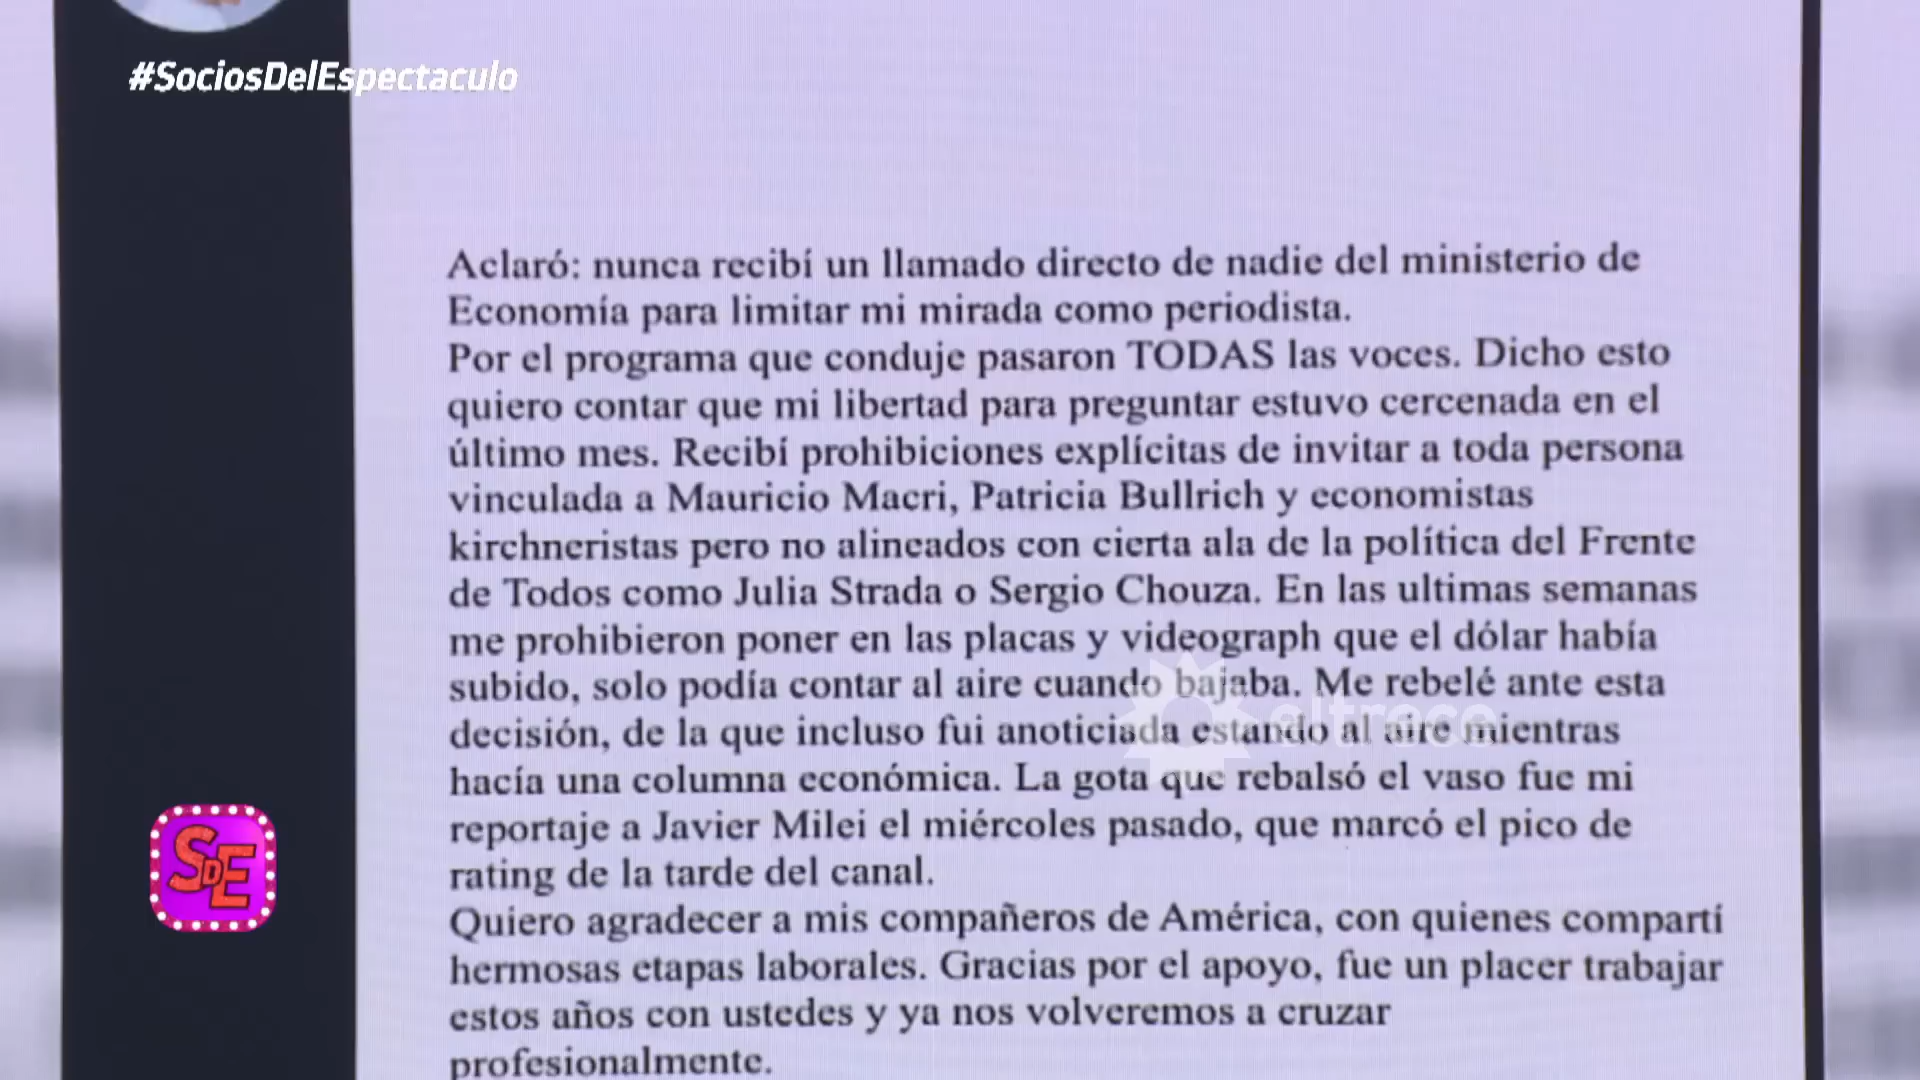 #SociosDelEspectaculo
Aclaró: nunca recibí un llamado directo de nadie del ministerio de
Economía para limitar mi mirada como periodista.
Por el programa que conduje pasaron TODAS las voces. Dicho esto
quiero contar que mi libertad para preguntar estuvo cercenada en el
último mes. Recibí prohibiciones explícitas de invitar a toda persona
vinculada a Mauricio Macri, Patricia Bullrich y economistas
kirchneristas pero no alineados con cierta ala de la política del Frente
de Todos como Julia Strada o Sergio Chouza. En las ultimas semanas
me prohibieron poner en las placas y videograph que el dólar había
subido, solo podía contar al aire cuando bajaba. Me rebelé ante esta
decisión, de la que incluso fui anoticiada estando al aire mientras
hacía una columna económica. La gota que rebalsó el vaso fue mi
reportaje a Javier Milei el miércoles pasado, que marcó el pico de
rating de la tarde del canal.
Quiero agradecer a mis compañeros de América, con quienes compartí
hermosas etapas laborales. Gracias por el apoyo, fue un placer trabajar
estos años con ustedes y ya nos volveremos a cruzar
profesionalmente.
eltrece
SDE